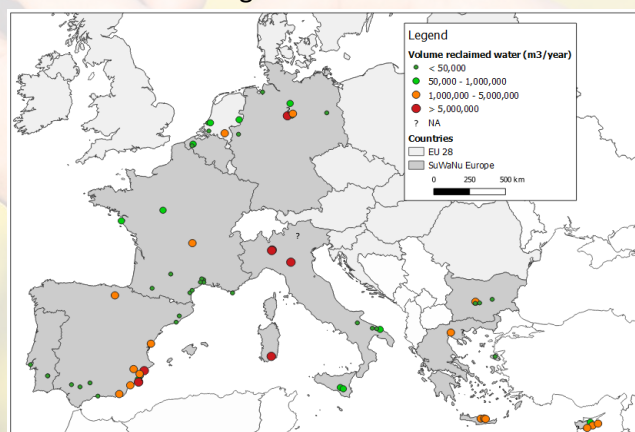 Legend
Volume reclaimed water (m3/year)
< 50,000
50,000 - 1,000,000
1,000,000 - 5,000,000
> 5,000,000
? NA
Countries
EU 28
SuWaNu Europe
0 250 500 km
?